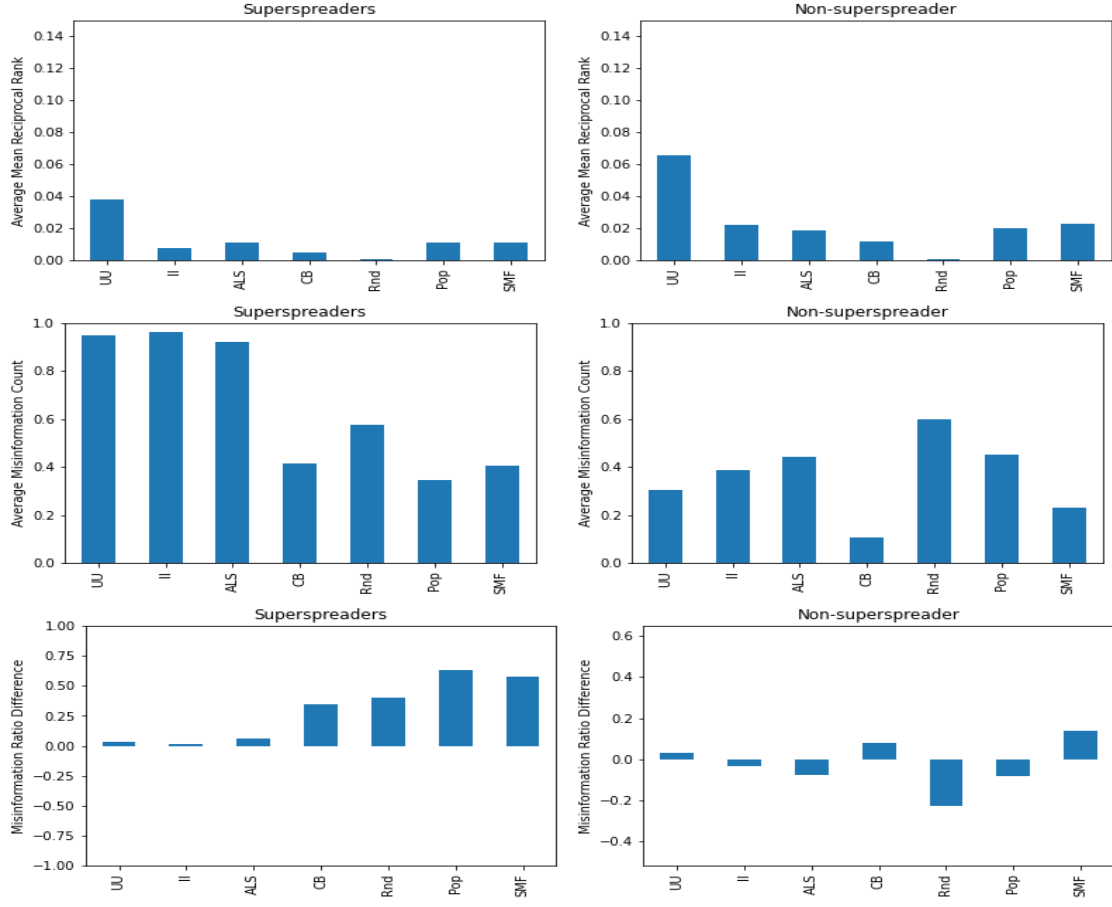 Superspreaders
Average Mean Reciprocal Rank
0.14
0.12
0.10
0.08
0.06
0.04
0.02
0.00
UU II ALS CB Rnd Pop SMF
Non-superspreader
Average Mean Reciprocal Rank
0.14
0.12
0.10
0.08
0.06
0.04
0.02
0.00
UU II ALS CB Rnd Pop SMF
Superspreaders
Average Misinformation Count
1.0
0.8
0.6
0.4
0.2
0.0
UU II ALS CB Rnd Pop SMF
Non-superspreader
Average Misinformation Count
1.0
0.8
0.6
0.4
0.2
0.0
UU II ALS CB Rnd Pop SMF
Superspreaders
Misinformation Ratio Difference
1.00
0.75
0.50
0.25
0.00
−0.25
−0.50
−0.75
−1.00
UU II ALS CB Rnd Pop SMF
Non-superspreader
Misinformation Ratio Difference
0.6
0.4
0.2
0.0
−0.2
−0.4
UU II ALS CB Rnd Pop SMF